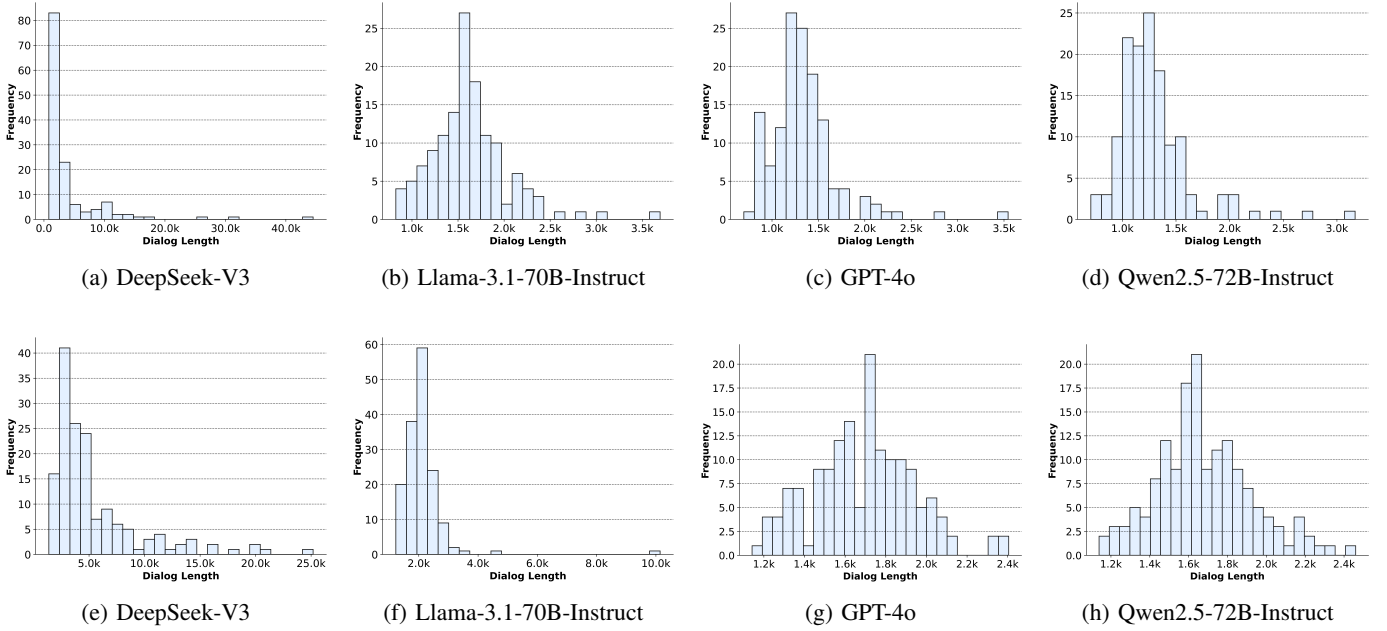 80
70
60
50
40
30
20
10
0
Frequency
0.0 10.0k 20.0k 30.0k 40.0k
Dialog Length
(a) DeepSeek-V3
25
20
15
10
5
0
Frequency
1.0k 1.5k 2.0k 2.5k 3.0k 3.5k
Dialog Length
(b) Llama-3.1-70B-Instruct
25
20
15
10
5
0
Frequency
1.0k 1.5k 2.0k 2.5k 3.0k 3.5k
Dialog Length
(c) GPT-4o
25
20
15
10
5
0
Frequency
1.0k 1.5k 2.0k 2.5k 3.0k
Dialog Length
(d) Qwen2.5-72B-Instruct
40
35
30
25
20
15
10
5
0
Frequency
5.0k 10.0k 15.0k 20.0k 25.0k
Dialog Length
(e) DeepSeek-V3
60
50
40
30
20
10
0
Frequency
2.0k 4.0k 6.0k 8.0k 10.0k
Dialog Length
(f) Llama-3.1-70B-Instruct
20.0
17.5
15.0
12.5
10.0
7.5
5.0
2.5
0.0
Frequency
1.2k 1.4k 1.6k 1.8k 2.0k 2.2k 2.4k
Dialog Length
(g) GPT-4o
20.0
17.5
15.0
12.5
10.0
7.5
5.0
2.5
0.0
Frequency
1.2k 1.4k 1.6k 1.8k 2.0k 2.2k 2.4k
Dialog Length
(h) Qwen2.5-72B-Instruct